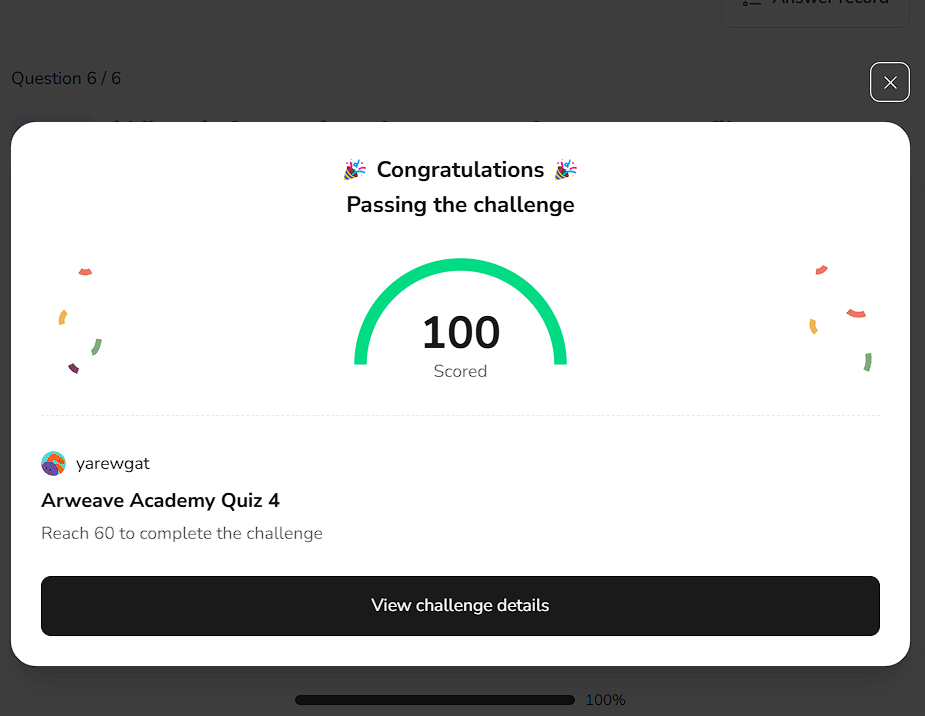 Answer record
Question 6 / 6
🎉 Congratulations 🎉
Passing the challenge
100
Scored
yarewgat
Arweave Academy Quiz 4
Reach 60 to complete the challenge
View challenge details
100%